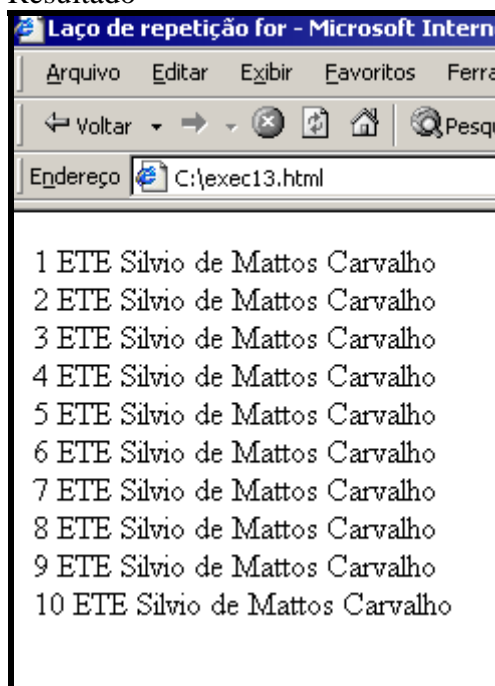 Resultado
Laço de repetição for - Microsoft Intern
Arquivo Editar Exibir Favoritos Ferra
Voltar Pesqu
Endereço C:\exec13.html
1 ETE Silvio de Mattos Carvalho
2 ETE Silvio de Mattos Carvalho
3 ETE Silvio de Mattos Carvalho
4 ETE Silvio de Mattos Carvalho
5 ETE Silvio de Mattos Carvalho
6 ETE Silvio de Mattos Carvalho
7 ETE Silvio de Mattos Carvalho
8 ETE Silvio de Mattos Carvalho
9 ETE Silvio de Mattos Carvalho
10 ETE Silvio de Mattos Carvalho